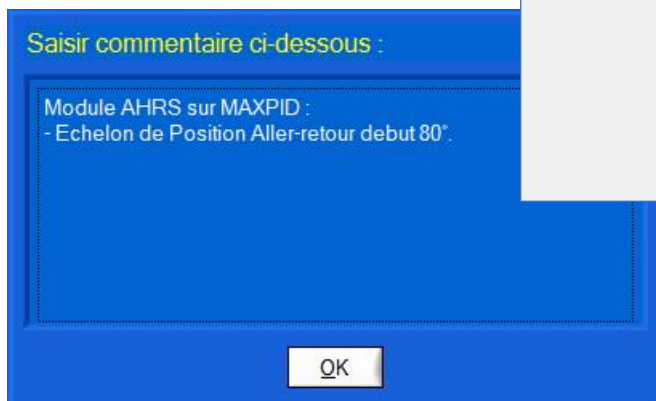 Saisir commentaire ci-dessous :
Module AHRS sur MAXPID :
- Echelon de Position Aller-retour debut 80°.
OK